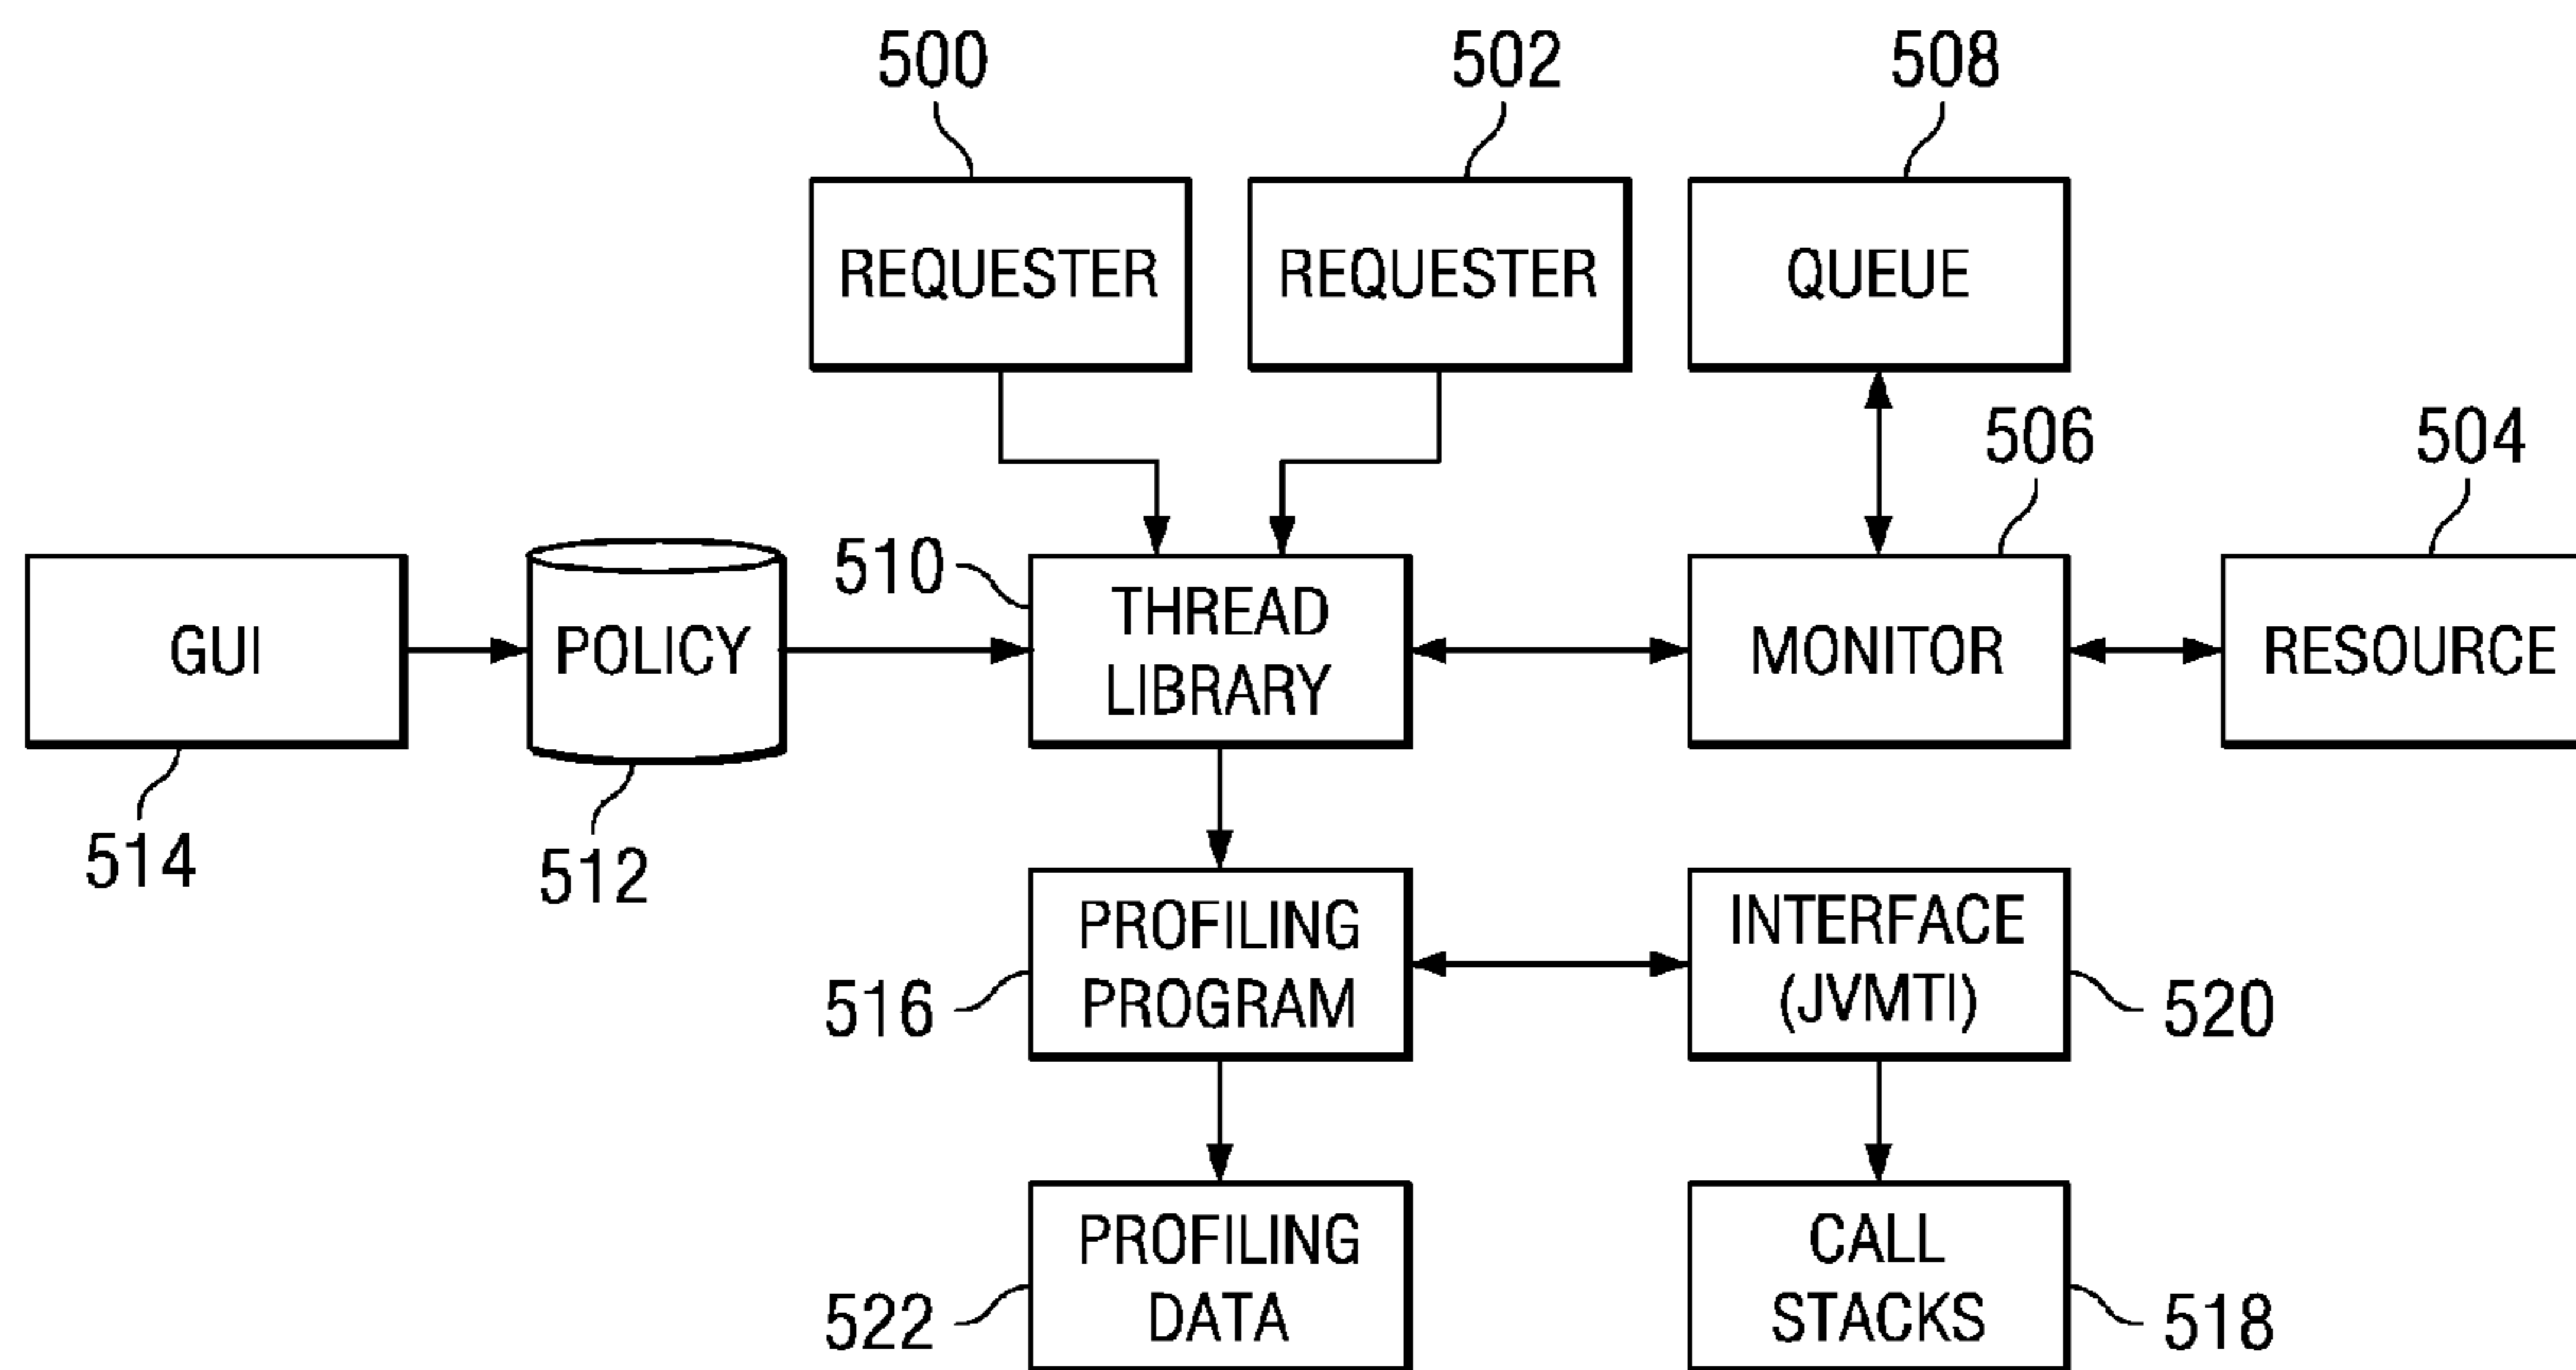 500
502
508
REQUESTER
REQUESTER
QUEUE
506
504
510
GUI
POLICY
THREAD
LIBRARY
MONITOR
RESOURCE
514
512
PROFILING
PROGRAM
INTERFACE
(JVMTI)
516
520
PROFILING
DATA
CALL
STACKS
522
518